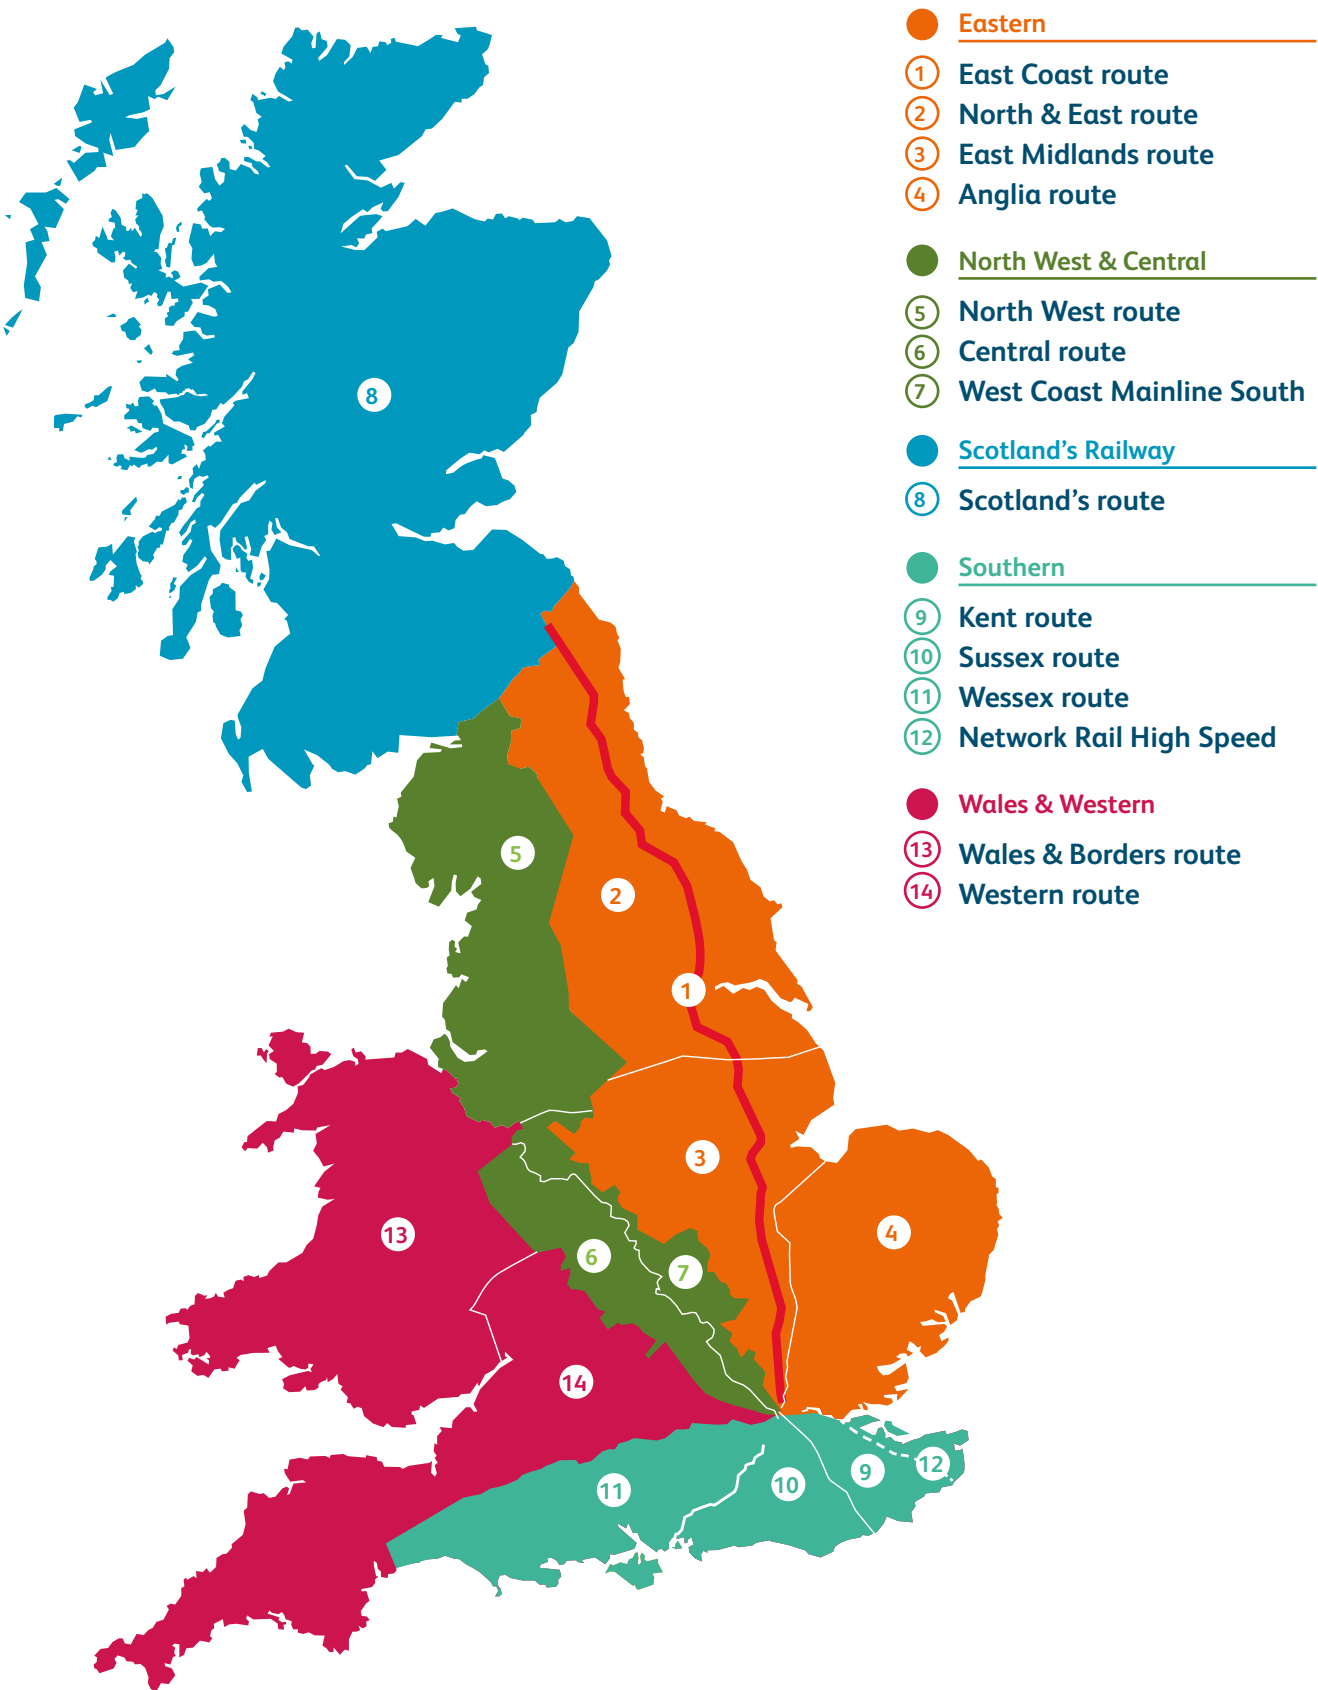 Eastern
1 East Coast route
2 North & East route
3 East Midlands route
4 Anglia route
North West & Central
5 North West route
6 Central route
7 West Coast Mainline South
Scotland’s Railway
8 Scotland’s route
Southern
9 Kent route
10 Sussex route
11 Wessex route
12 Network Rail High Speed
Wales & Western
13 Wales & Borders route
14 Western route
8
5
2
1
3
4
13
6
7
14
12
9
10
11